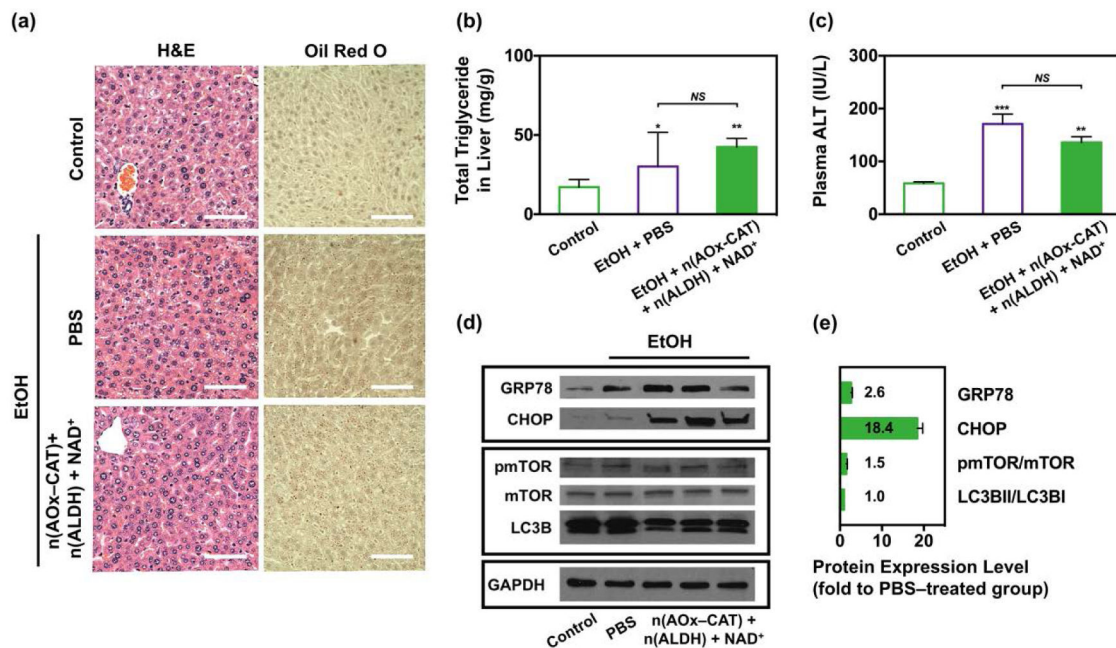 (a)
H&E
Oil Red O
Control
EtOH
PBS
n(AOx–CAT)+
n(ALDH) + NAD⁺
(b)
Total Triglyceride
in Liver (mg/g)
100
50
0
NS
*
**
Control
EtOH + PBS
EtOH + n(AOx-CAT)
+ n(ALDH) + NAD⁺
(c)
Plasma ALT (IU/L)
300
200
100
0
NS
***
**
Control
EtOH + PBS
EtOH + n(AOx-CAT)
+ n(ALDH) + NAD⁺
(d)
EtOH
GRP78
CHOP
pmTOR
mTOR
LC3B
GAPDH
Control
PBS
n(AOx–CAT) +
n(ALDH) + NAD⁺
(e)
2.6
GRP78
18.4
CHOP
1.5
pmTOR/mTOR
1.0
LC3BII/LC3BI
0
10
20
Protein Expression Level
(fold to PBS–treated group)